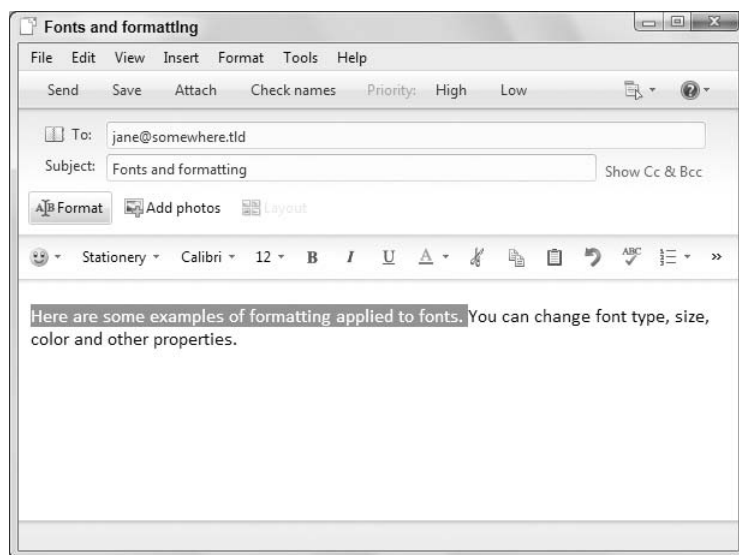 Fonts and formatting
File Edit View Insert Format Tools Help
Send Save Attach Check names Priority: High Low
To: jane@somewhere.tld
Subject: Fonts and formatting Show Cc & Bcc
Format Add photos Layout
Stationery Calibri 12 B I U A ABC »
Here are some examples of formatting applied to fonts. You can change font type, size,
color and other properties.